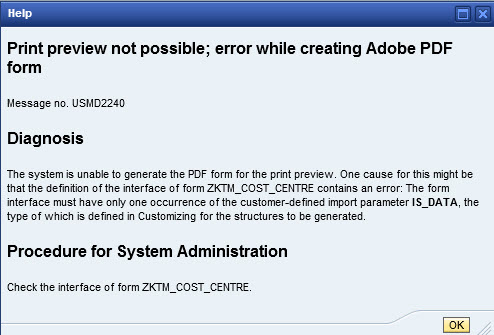 Help
Print preview not possible; error while creating Adobe PDF
form
Message no. USMD2240
Diagnosis
The system is unable to generate the PDF form for the print preview. One cause for this might be
that the definition of the interface of form ZKTM_COST_CENTRE contains an error: The form
interface must have only one occurrence of the customer-defined import parameter IS_DATA, the
type of which is defined in Customizing for the structures to be generated.
Procedure for System Administration
Check the interface of form ZKTM_COST_CENTRE.
OK